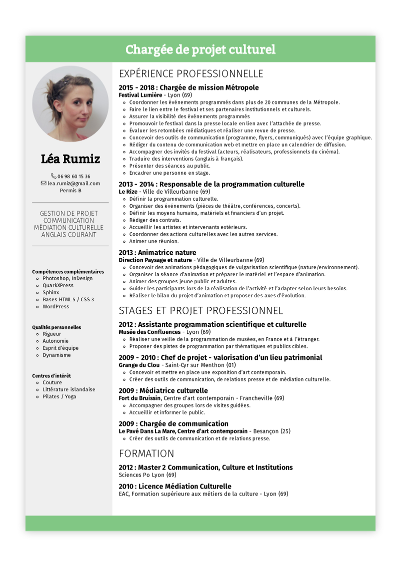 Chargée de projet culturel
Léa Rumiz
06 98 60 15 36
lea.rumiz@gmail.com
Permis B
GESTION DE PROJET
COMMUNICATION
MÉDIATION CULTURELLE
ANGLAIS COURANT
Compétences complémentaires
Photoshop, InDesign
QuarkXPress
Sphinx
Bases HTML 5 / CSS 3
WordPress
Qualités personnelles
Rigueur
Autonomie
Esprit d'équipe
Dynamisme
Centres d'intérêt
Couture
Littérature islandaise
Pilates / Yoga
EXPÉRIENCE PROFESSIONNELLE
2015 - 2018 : Chargée de mission Métropole
Festival Lumière - Lyon (69)
Coordonner les évènements programmés dans plus de 20 communes de la Métropole.
Faire le lien entre le festival et ses partenaires institutionnels et culturels.
Assurer la visibilité des évènements programmés
Promouvoir le festival dans la presse locale en lien avec l'attachée de presse.
Évaluer les retombées médiatiques et réaliser une revue de presse.
Coordonner les outils de communication (programme, flyers, communiqués) avec l'équipe graphique.
Rédiger du contenu de communication web et mettre en place un calendrier de diffusion.
Accompagner les invités du festival (acteurs, réalisateurs, professionnels du cinéma).
Traduire des interventions (anglais à français).
Présenter des séances au public.
Encadrer une personne en stage.
2013 - 2014 : Responsable de la programmation culturelle
Le Rize - Ville de Villeurbanne (69)
Définir la programmation culturelle.
Organiser des évènements (pièces de théâtre, conférences, concerts).
Définir les moyens humains, matériels et financiers d'un projet.
Rédiger des contrats.
Accueillir les artistes et intervenants extérieurs.
Coordonner des actions culturelles avec les autres services.
Animer une réunion.
2013 : Animatrice nature
Direction Paysage et nature - Ville de Villeurbanne (69)
Concevoir des animations pédagogiques de vulgarisation scientifique (nature/environnement).
Organiser la séance d'animation et préparer le matériel et l'espace d'animation.
Animer des groupes jeune public et adultes.
Guider les participants lors de la réalisation de l'activité et l'adapter selon leurs besoins.
Réaliser le bilan du projet d'animation et proposer des axes d'évolution.
STAGES ET PROJET PROFESSIONNEL
2012 : Assistante programmation scientifique et culturelle
Musée des Confluences - Lyon (69)
Réaliser une veille de la programmation de musées, en France et à l'étranger.
Proposer des pistes de programmation par thématiques et publics cibles.
2009 - 2010 : Chef de projet - valorisation d'un lieu patrimonial
Grange du Clou - Saint-Cyr sur Menthon (01)
Concevoir et mettre en place une exposition d'art contemporain.
Créer des outils de communication, de relations presse et de médiation culturelle.
2009 : Médiatrice culturelle
Fort du Bruissin, Centre d'art contemporain - Francheville (69)
Accompagner des groupes lors de visites guidées.
Accueillir et informer le public.
2009 : Chargée de communication
Le Pavé Dans La Mare, Centre d'art contemporain - Besançon (25)
Créer des outils de communication et de relations presse.
FORMATION
2012 : Master 2 Communication, Culture et Institutions
Sciences Po Lyon (69)
2010 : Licence Médiation Culturelle
EAC, Formation supérieure aux métiers de la culture - Lyon (69)